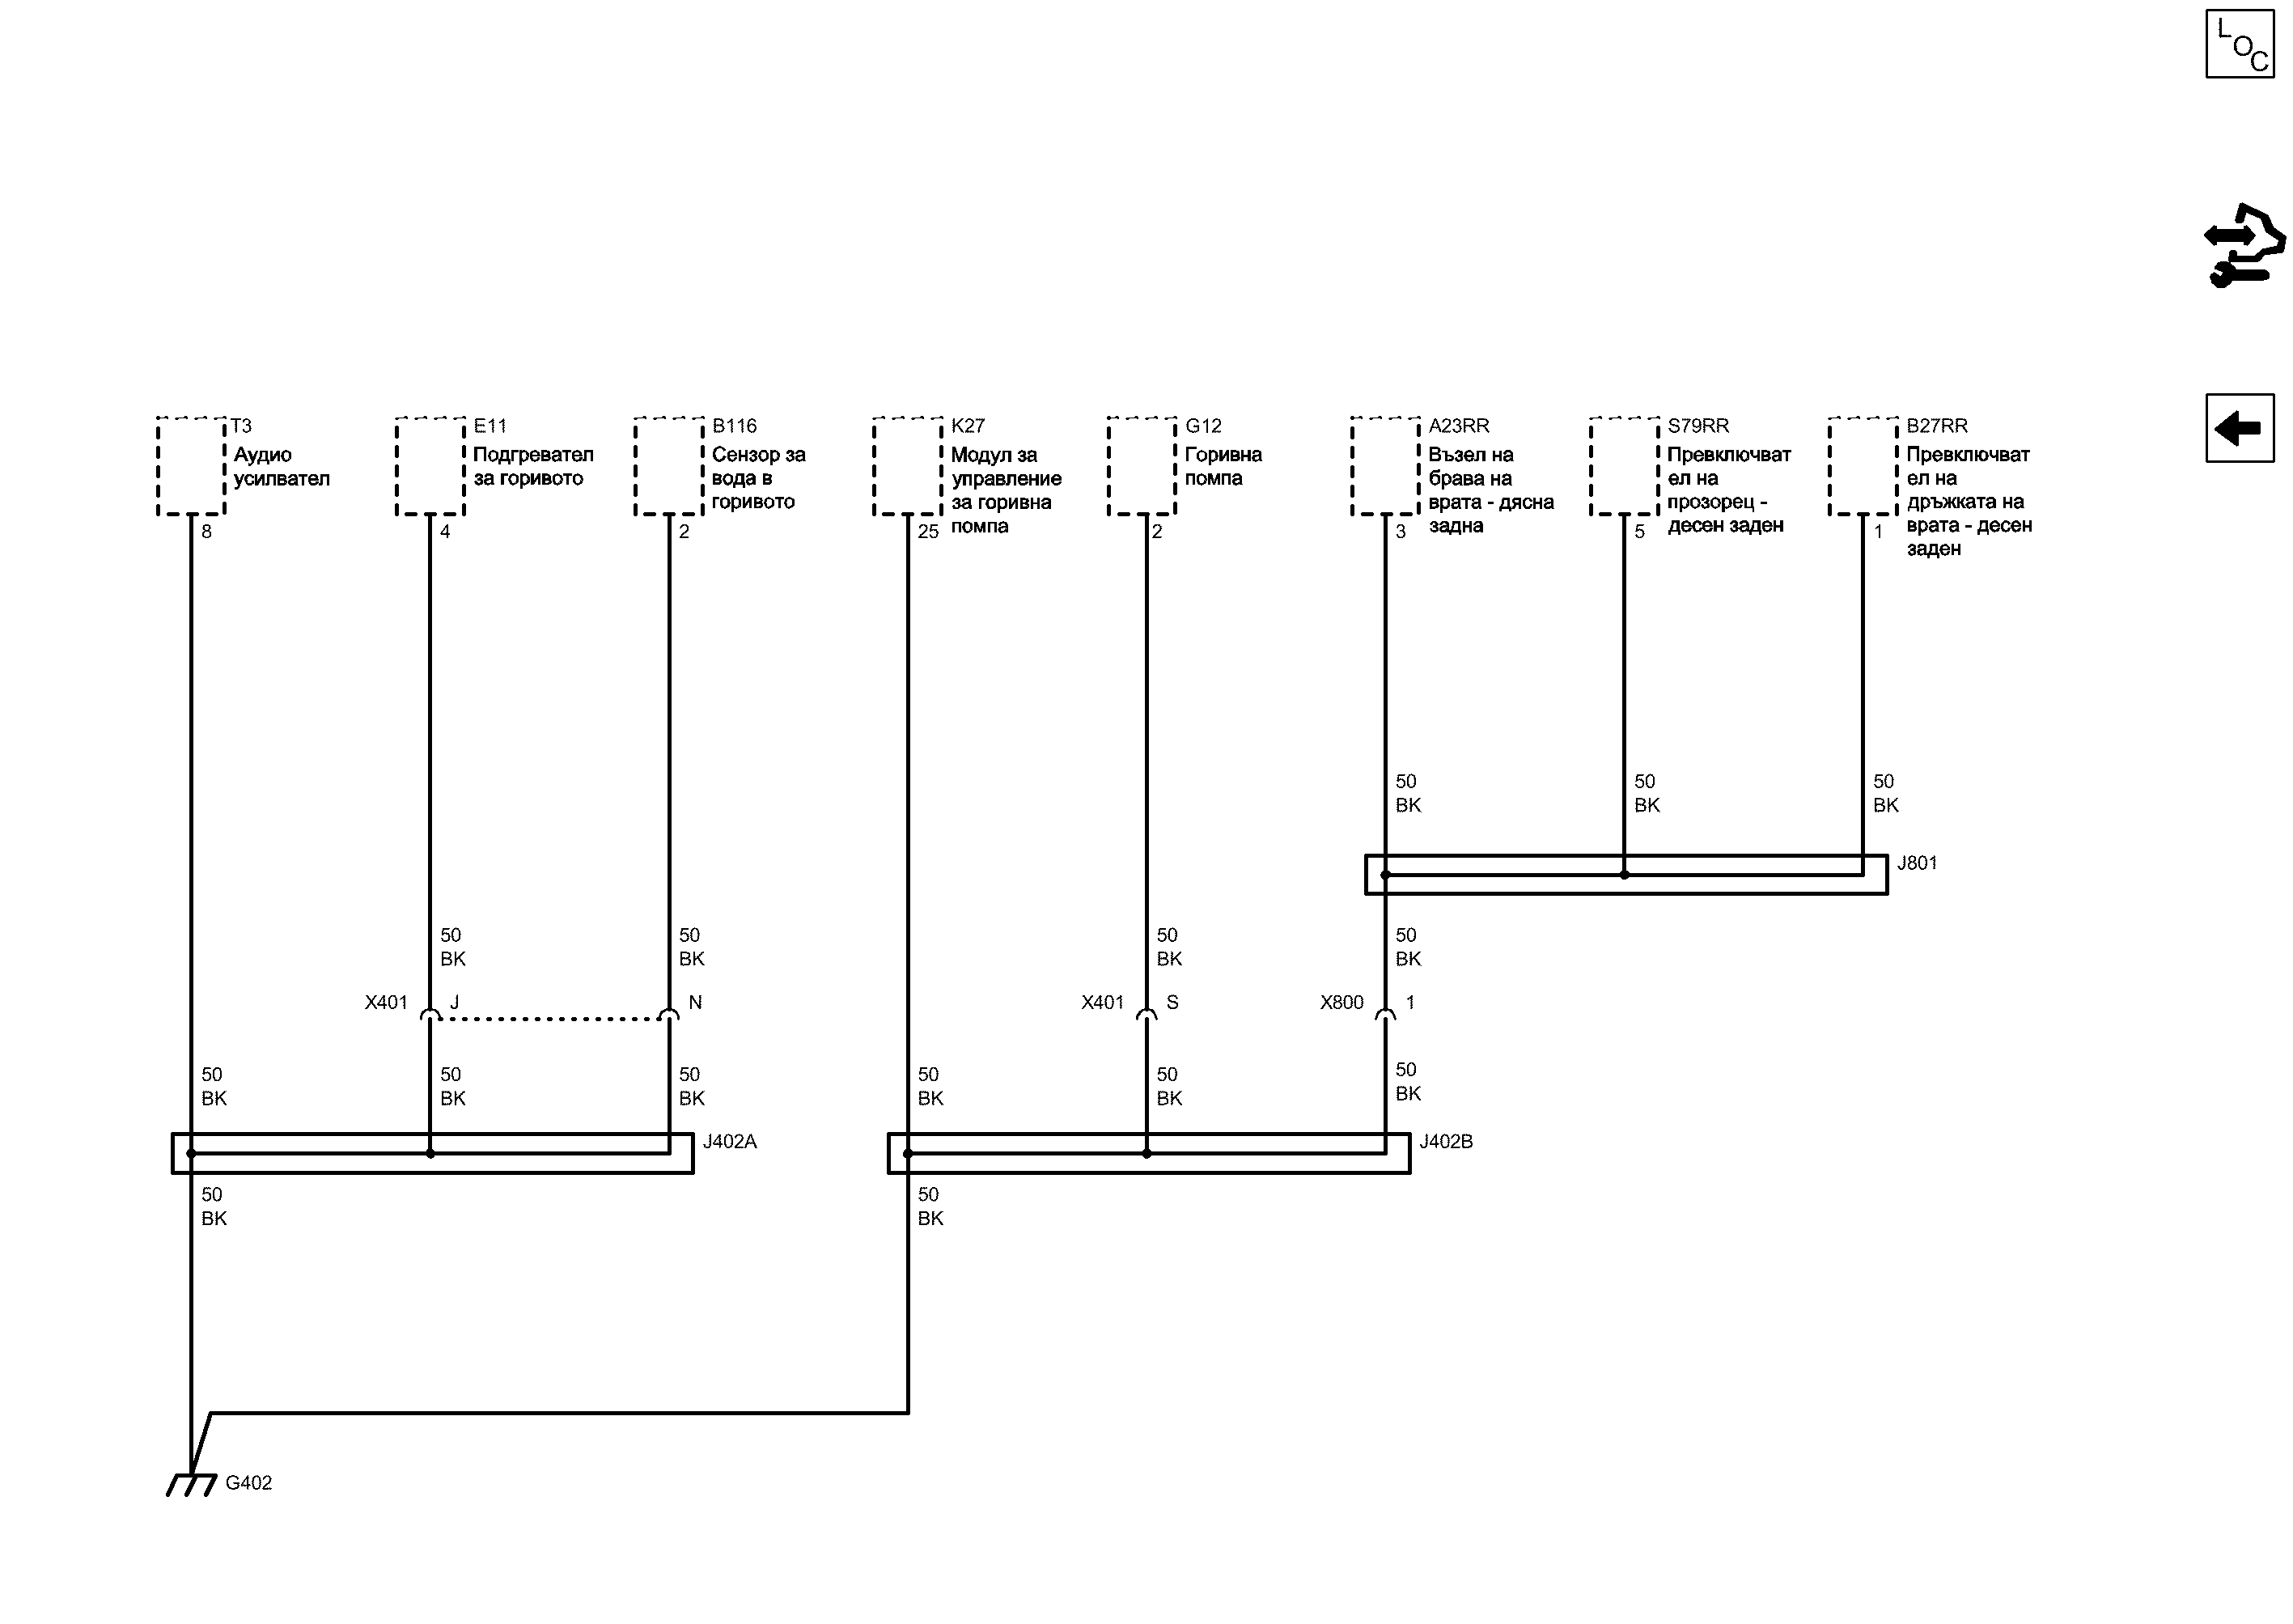 LOC
T3
Аудио
усилвател
8
E11
Подгревател
за горивото
4
B116
Сензор за
вода в
горивото
2
K27
Модул за
управление
за горивна
помпа
25
G12
Горивна
помпа
2
A23RR
Възел на
брава на
врата - дясна
задна
3
S79RR
Превключват
ел на
прозорец -
десен заден
5
B27RR
Превключват
ел на
дръжката на
врата - десен
заден
1
50
BK
50
BK
50
BK
J801
50
BK
50
BK
50
BK
50
BK
X401
J
N
X401
S
X800
1
50
BK
50
BK
50
BK
50
BK
50
BK
50
BK
J402A
J402B
50
BK
50
BK
G402